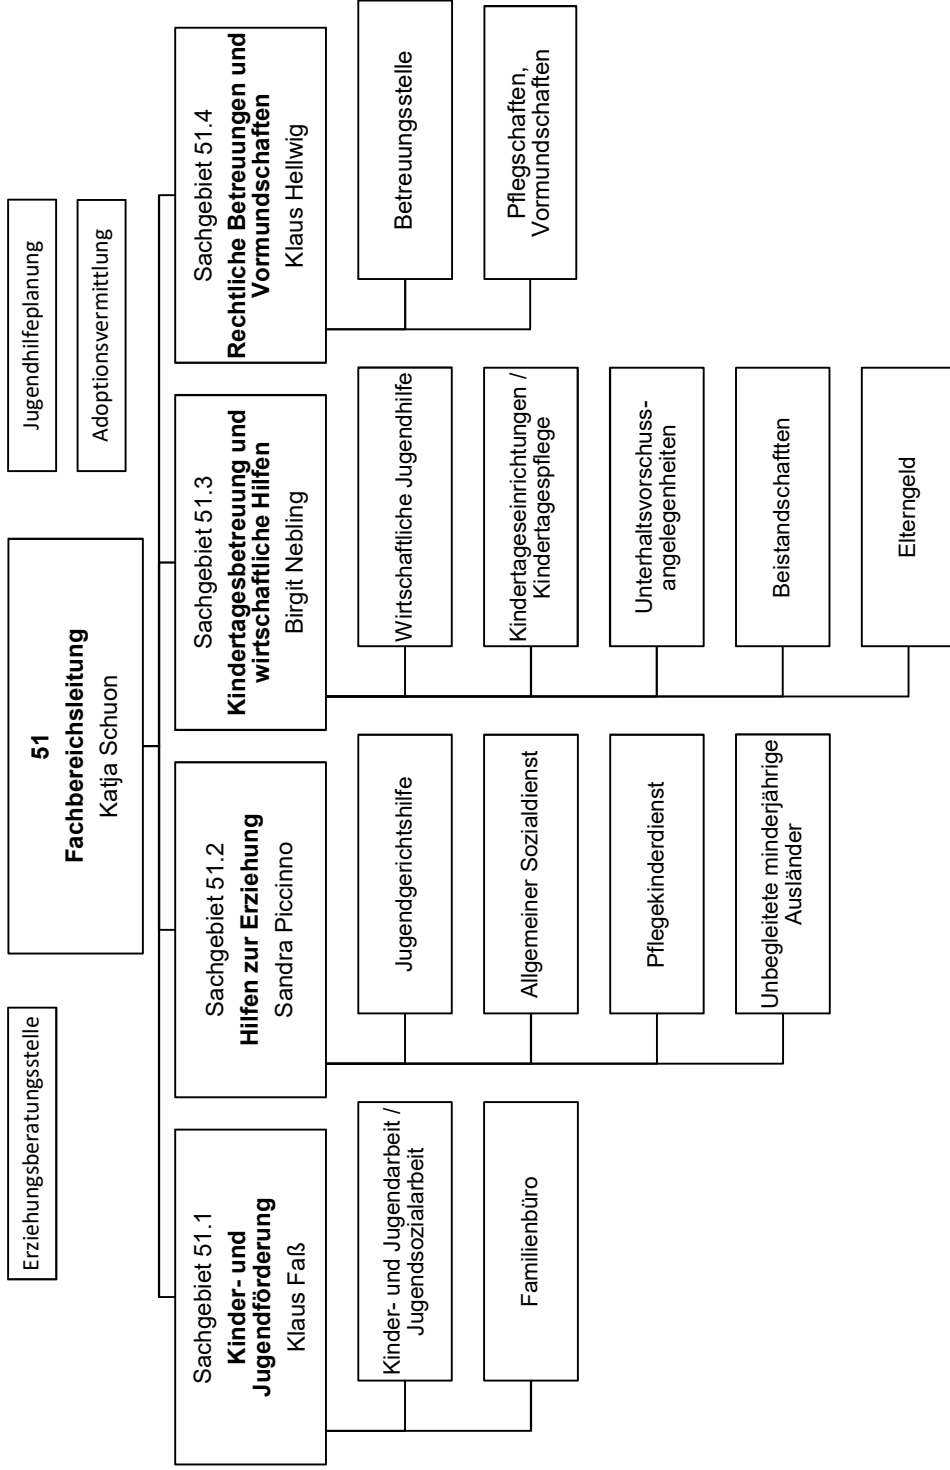 Erziehungsberatungsstelle
51
Fachbereichsleitung
Katja Schuon
Jugendhilfeplanung
Adoptionsvermittlung
Sachgebiet 51.1
Kinder- und
Jugendförderung
Klaus Faß
Kinder- und Jugendarbeit /
Jugendsozialarbeit
Familienbüro
Sachgebiet 51.2
Hilfen zur Erziehung
Sandra Piccinno
Jugendgerichtshilfe
Allgemeiner Sozialdienst
Pflegekinderdienst
Unbegleitete minderjährige
Ausländer
Sachgebiet 51.3
Kindertagesbetreuung und
wirtschaftliche Hilfen
Birgit Nebling
Wirtschaftliche Jugendhilfe
Kindertageseinrichtungen /
Kindertagespflege
Unterhaltsvorschuss-
angelegenheiten
Beistandschaftten
Elterngeld
Sachgebiet 51.4
Rechtliche Betreuungen und
Vormundschaften
Klaus Hellwig
Betreuungsstelle
Pflegschaften,
Vormundschaften